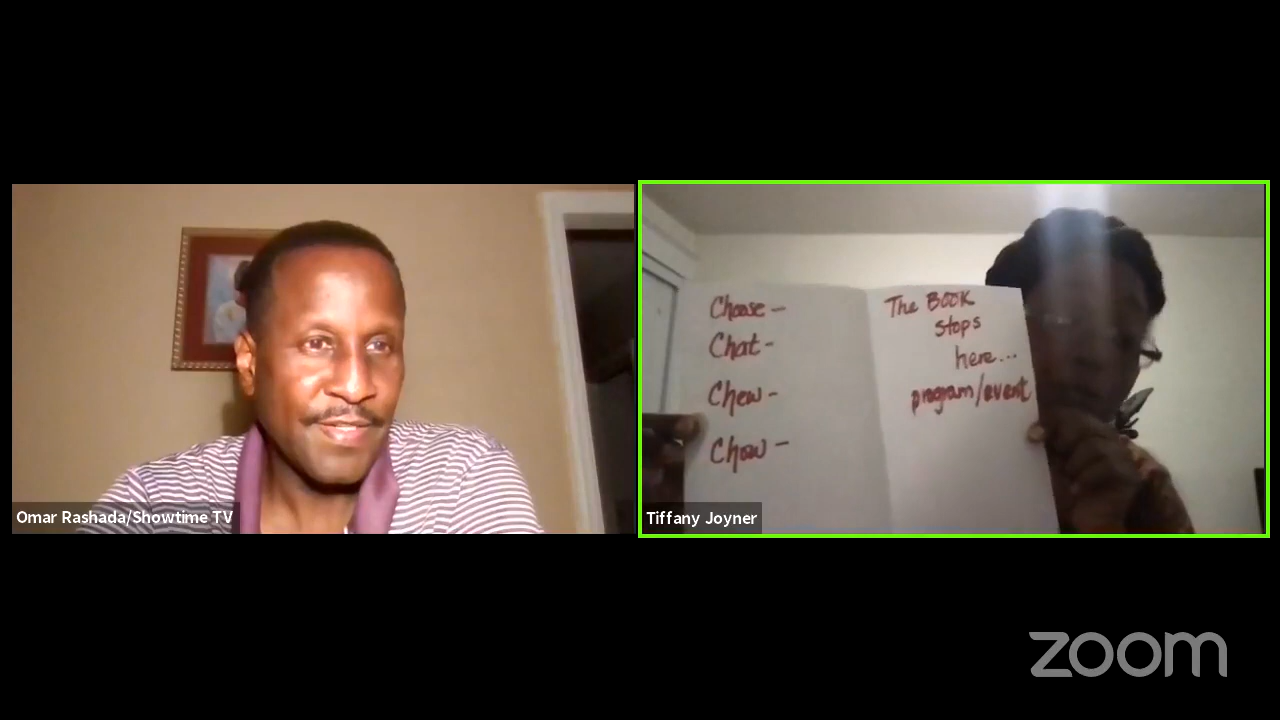 Choose -
Chat -
Chew -
Chow -
The BOOK
stops
here...
program/event
Omar Rashada/Showtime TV
Tiffany Joyner
zoom